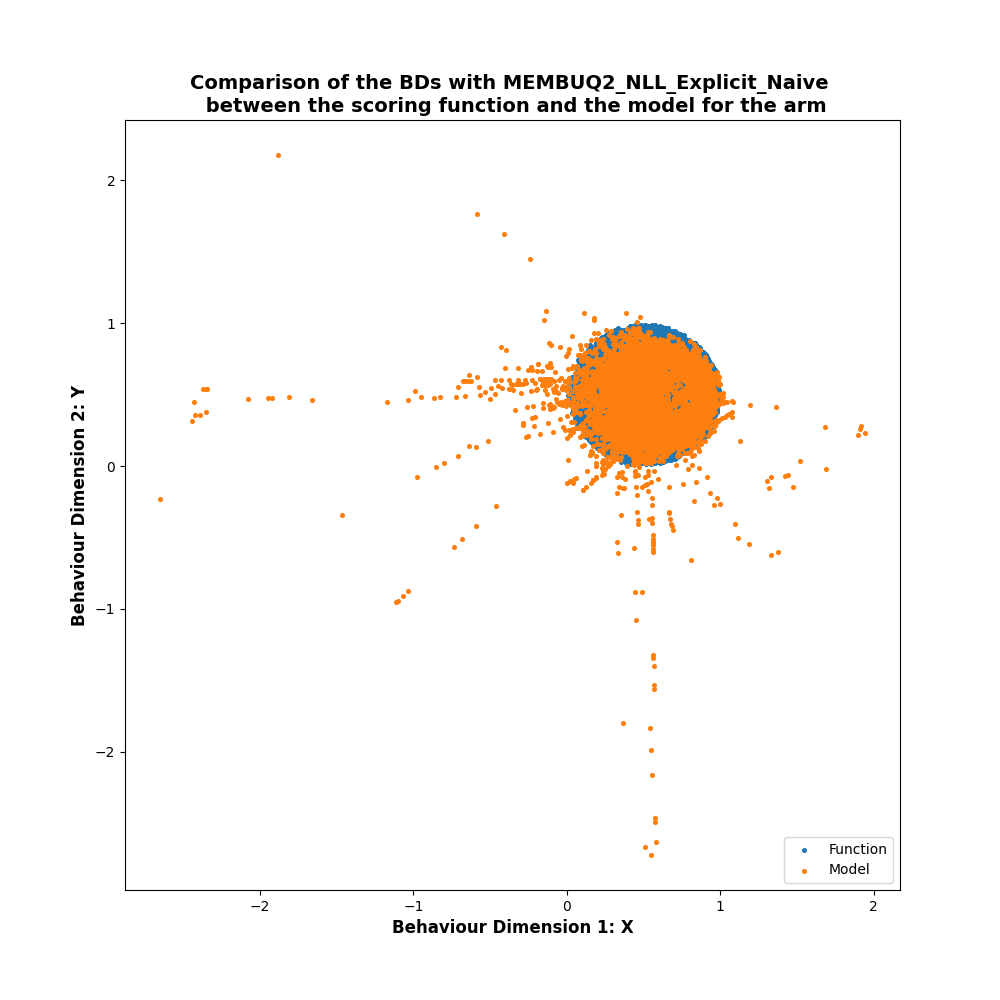 Comparison of the BDs with MEMBUQ2_NLL_Explicit_Naive
between the scoring function and the model for the arm
2
1
0
−1
−2
Behaviour Dimension 2: Y
−2
−1
0
1
2
Behaviour Dimension 1: X
Function
Model